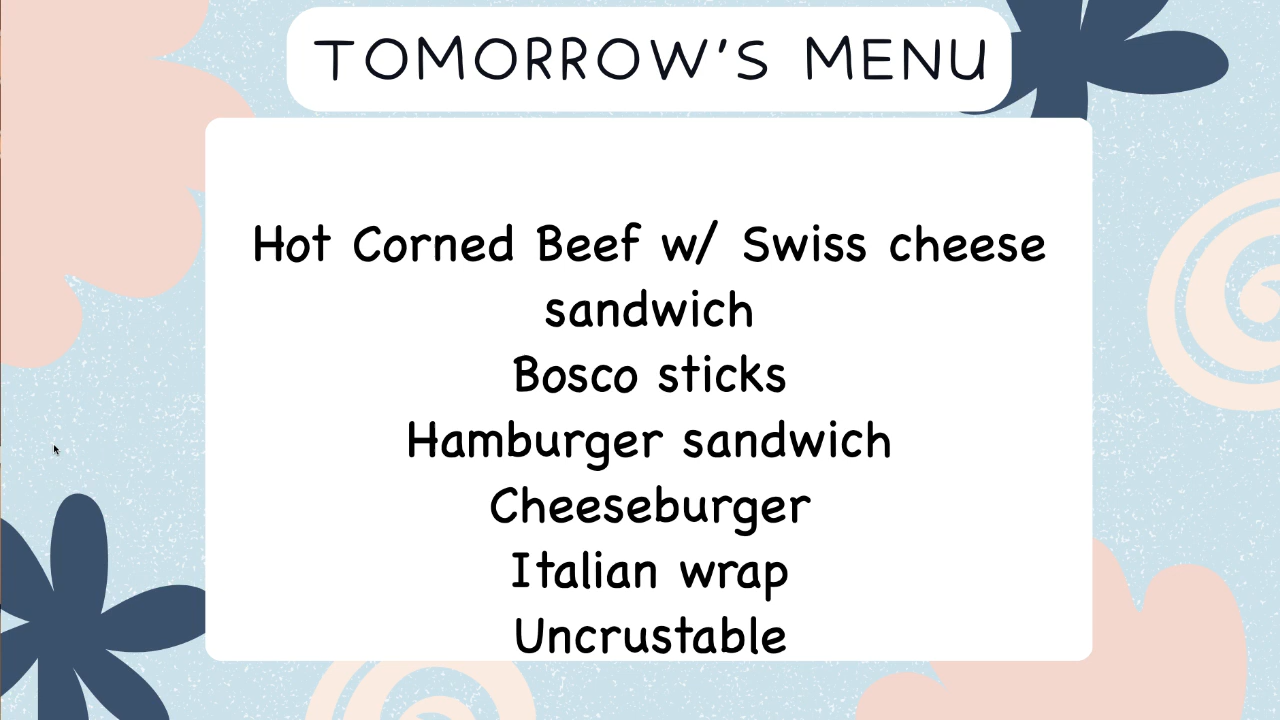 TOMORROW'S MENU
Hot Corned Beef w/ Swiss cheese
sandwich
Bosco sticks
Hamburger sandwich
Cheeseburger
Italian wrap
Uncrustable